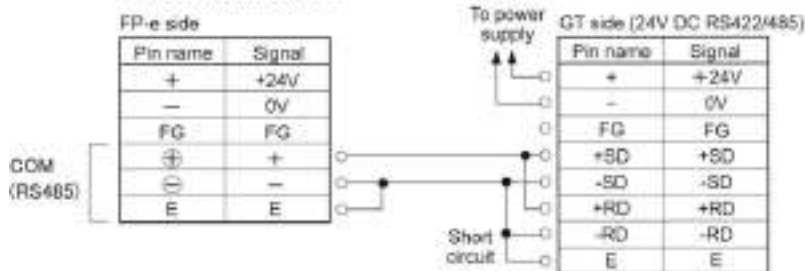 FP-e side
Pin name Signal
+ +24V
− 0V
FG FG
⊕ +
⊖ −
E E
COM
(RS485)
To power
supply
GT side (24V DC RS422/485)
Pin name Signal
+ +24V
- 0V
FG FG
+SD +SD
-SD -SD
+RD +RD
-RD -RD
E E
Short
circuit